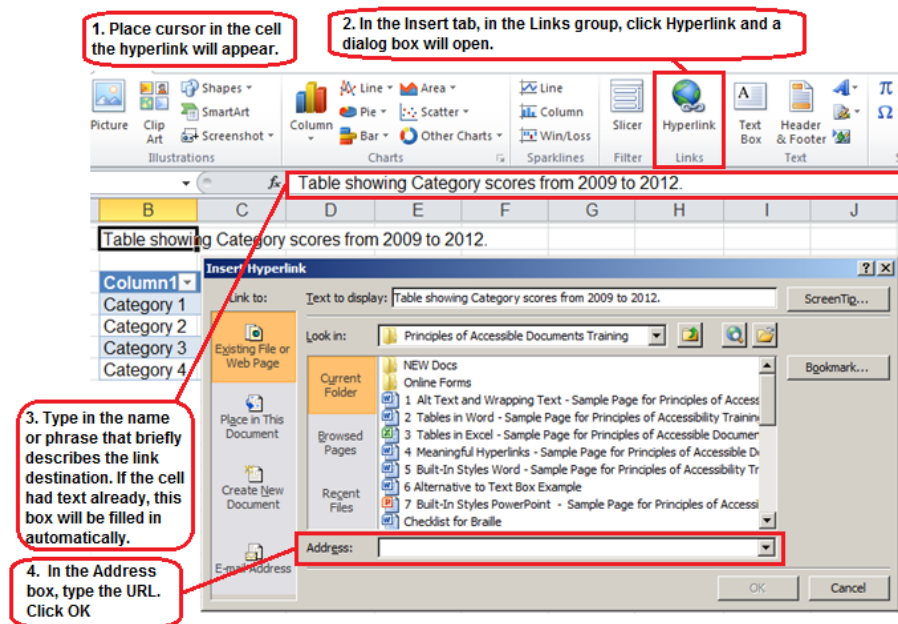 1. Place cursor in the cell
the hyperlink will appear.
2. In the Insert tab, in the Links group, click Hyperlink and a
dialog box will open.
Picture
Clip
Art
Shapes
SmartArt
Screenshot
Illustrations
Column
Line
Pie
Bar
Area
Scatter
Other Charts
Charts
Line
Column
Win/Loss
Sparklines
Slicer
Filter
Hyperlink
Links
A
Text
Box
Header
& Footer
Text
A
π
Ω
fx Table showing Category scores from 2009 to 2012.
B C D E F G H I J
Table showing Category scores from 2009 to 2012.
Column1
Category 1
Category 2
Category 3
Category 4
Insert Hyperlink
Link to:
Text to display: Table showing Category scores from 2009 to 2012.
ScreenTip...
Existing File or
Web Page
Place in This
Document
Create New
Document
E-mail Address
Look in: Principles of Accessible Documents Training
Bookmark...
Current
Folder
Browsed
Pages
Recent
Files
NEW Docs
Online Forms
1 Alt Text and Wrapping Text - Sample Page for Principles of Access
2 Tables in Word - Sample Page for Principles of Accessibility Trainin
3 Tables in Excel - Sample Page for Principles of Accessible Documen
4 Meaningful Hyperlinks - Sample Page for Principles of Accessible D
5 Built-In Styles Word - Sample Page for Principles of Accessibility Tr
6 Alternative to Text Box Example
7 Built-In Styles PowerPoint - Sample Page for Principles of Accessi
Checklist for Braille
Address:
OK
Cancel
3. Type in the name
or phrase that briefly
describes the link
destination. If the cell
had text already, this
box will be filled in
automatically.
4. In the Address
box, type the URL.
Click OK